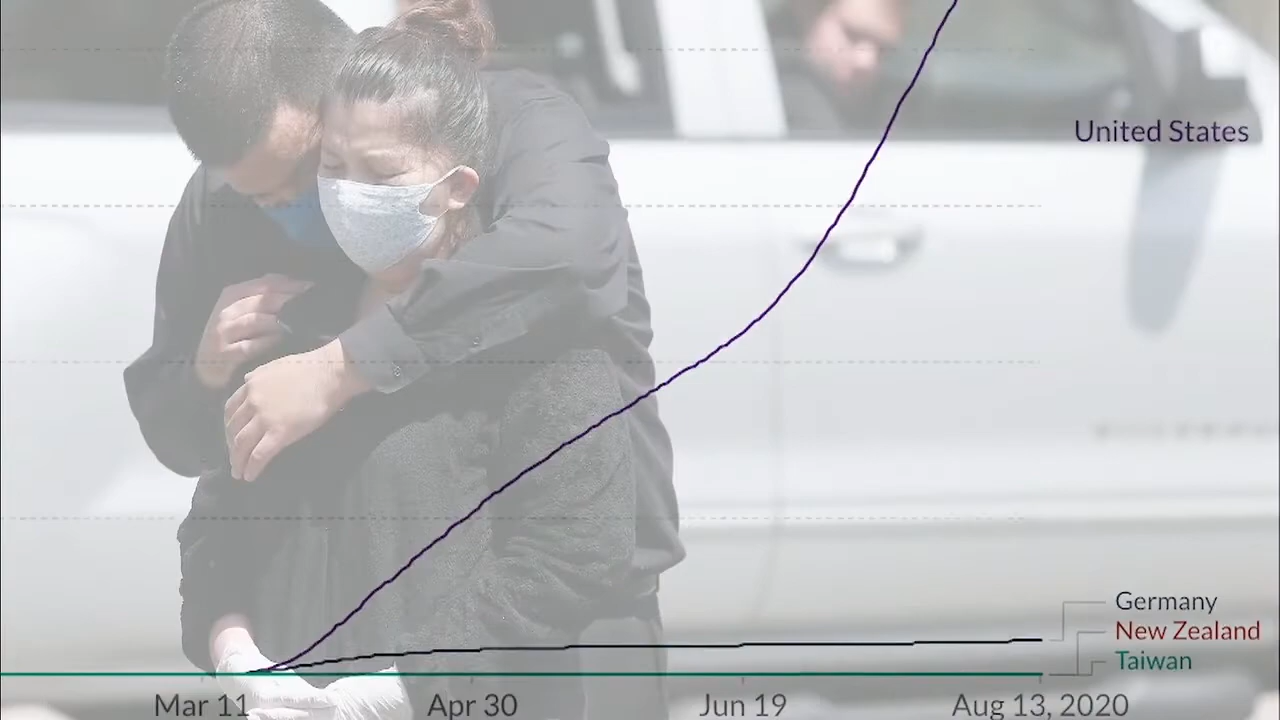 United States
Germany
New Zealand
Taiwan
Mar 11
Apr 30
Jun 19
Aug 13, 2020